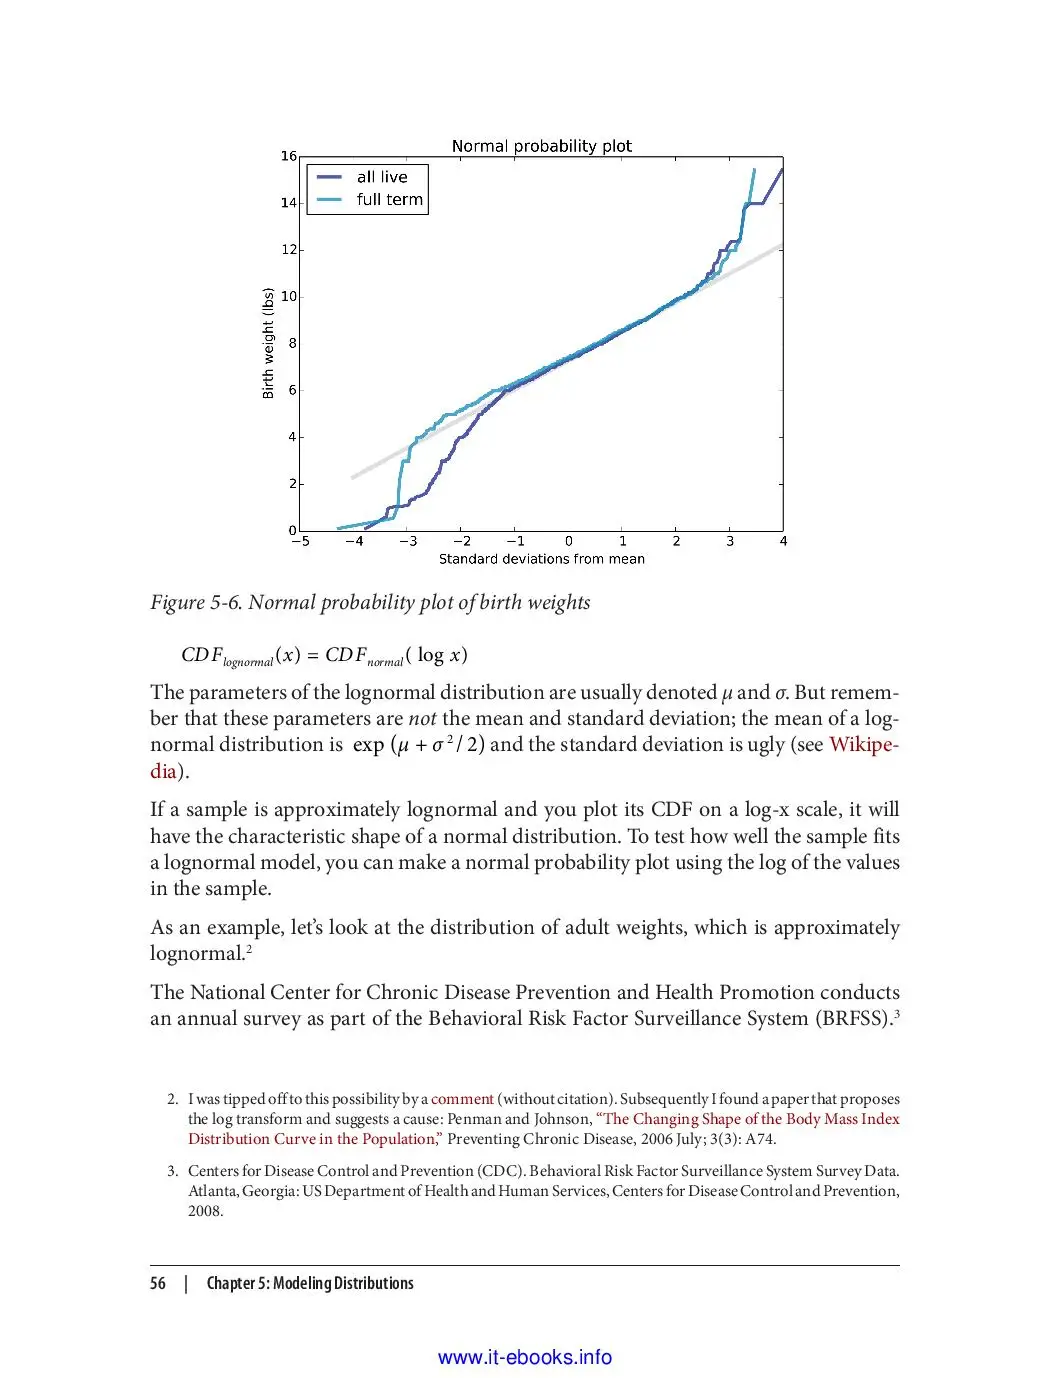 Normal probability plot
16
14
12
10
8
6
4
2
0
Birth weight (lbs)
all live
full term
−5 −4 −3 −2 −1 0 1 2 3 4
Standard deviations from mean
Figure 5-6. Normal probability plot of birth weights
CDFlognormal(x) = CDFnormal( log x)
The parameters of the lognormal distribution are usually denoted μ and σ. But remem-
ber that these parameters are not the mean and standard deviation; the mean of a log-
normal distribution is exp (μ + σ 2 / 2) and the standard deviation is ugly (see Wikipe-
dia).
If a sample is approximately lognormal and you plot its CDF on a log-x scale, it will
have the characteristic shape of a normal distribution. To test how well the sample fits
a lognormal model, you can make a normal probability plot using the log of the values
in the sample.
As an example, let’s look at the distribution of adult weights, which is approximately
lognormal.2
The National Center for Chronic Disease Prevention and Health Promotion conducts
an annual survey as part of the Behavioral Risk Factor Surveillance System (BRFSS).3
2. I was tipped off to this possibility by a comment (without citation). Subsequently I found a paper that proposes
the log transform and suggests a cause: Penman and Johnson, “The Changing Shape of the Body Mass Index
Distribution Curve in the Population,” Preventing Chronic Disease, 2006 July; 3(3): A74.
3. Centers for Disease Control and Prevention (CDC). Behavioral Risk Factor Surveillance System Survey Data.
Atlanta, Georgia: US Department of Health and Human Services, Centers for Disease Control and Prevention,
2008.
56 | Chapter 5: Modeling Distributions
www.it-ebooks.info